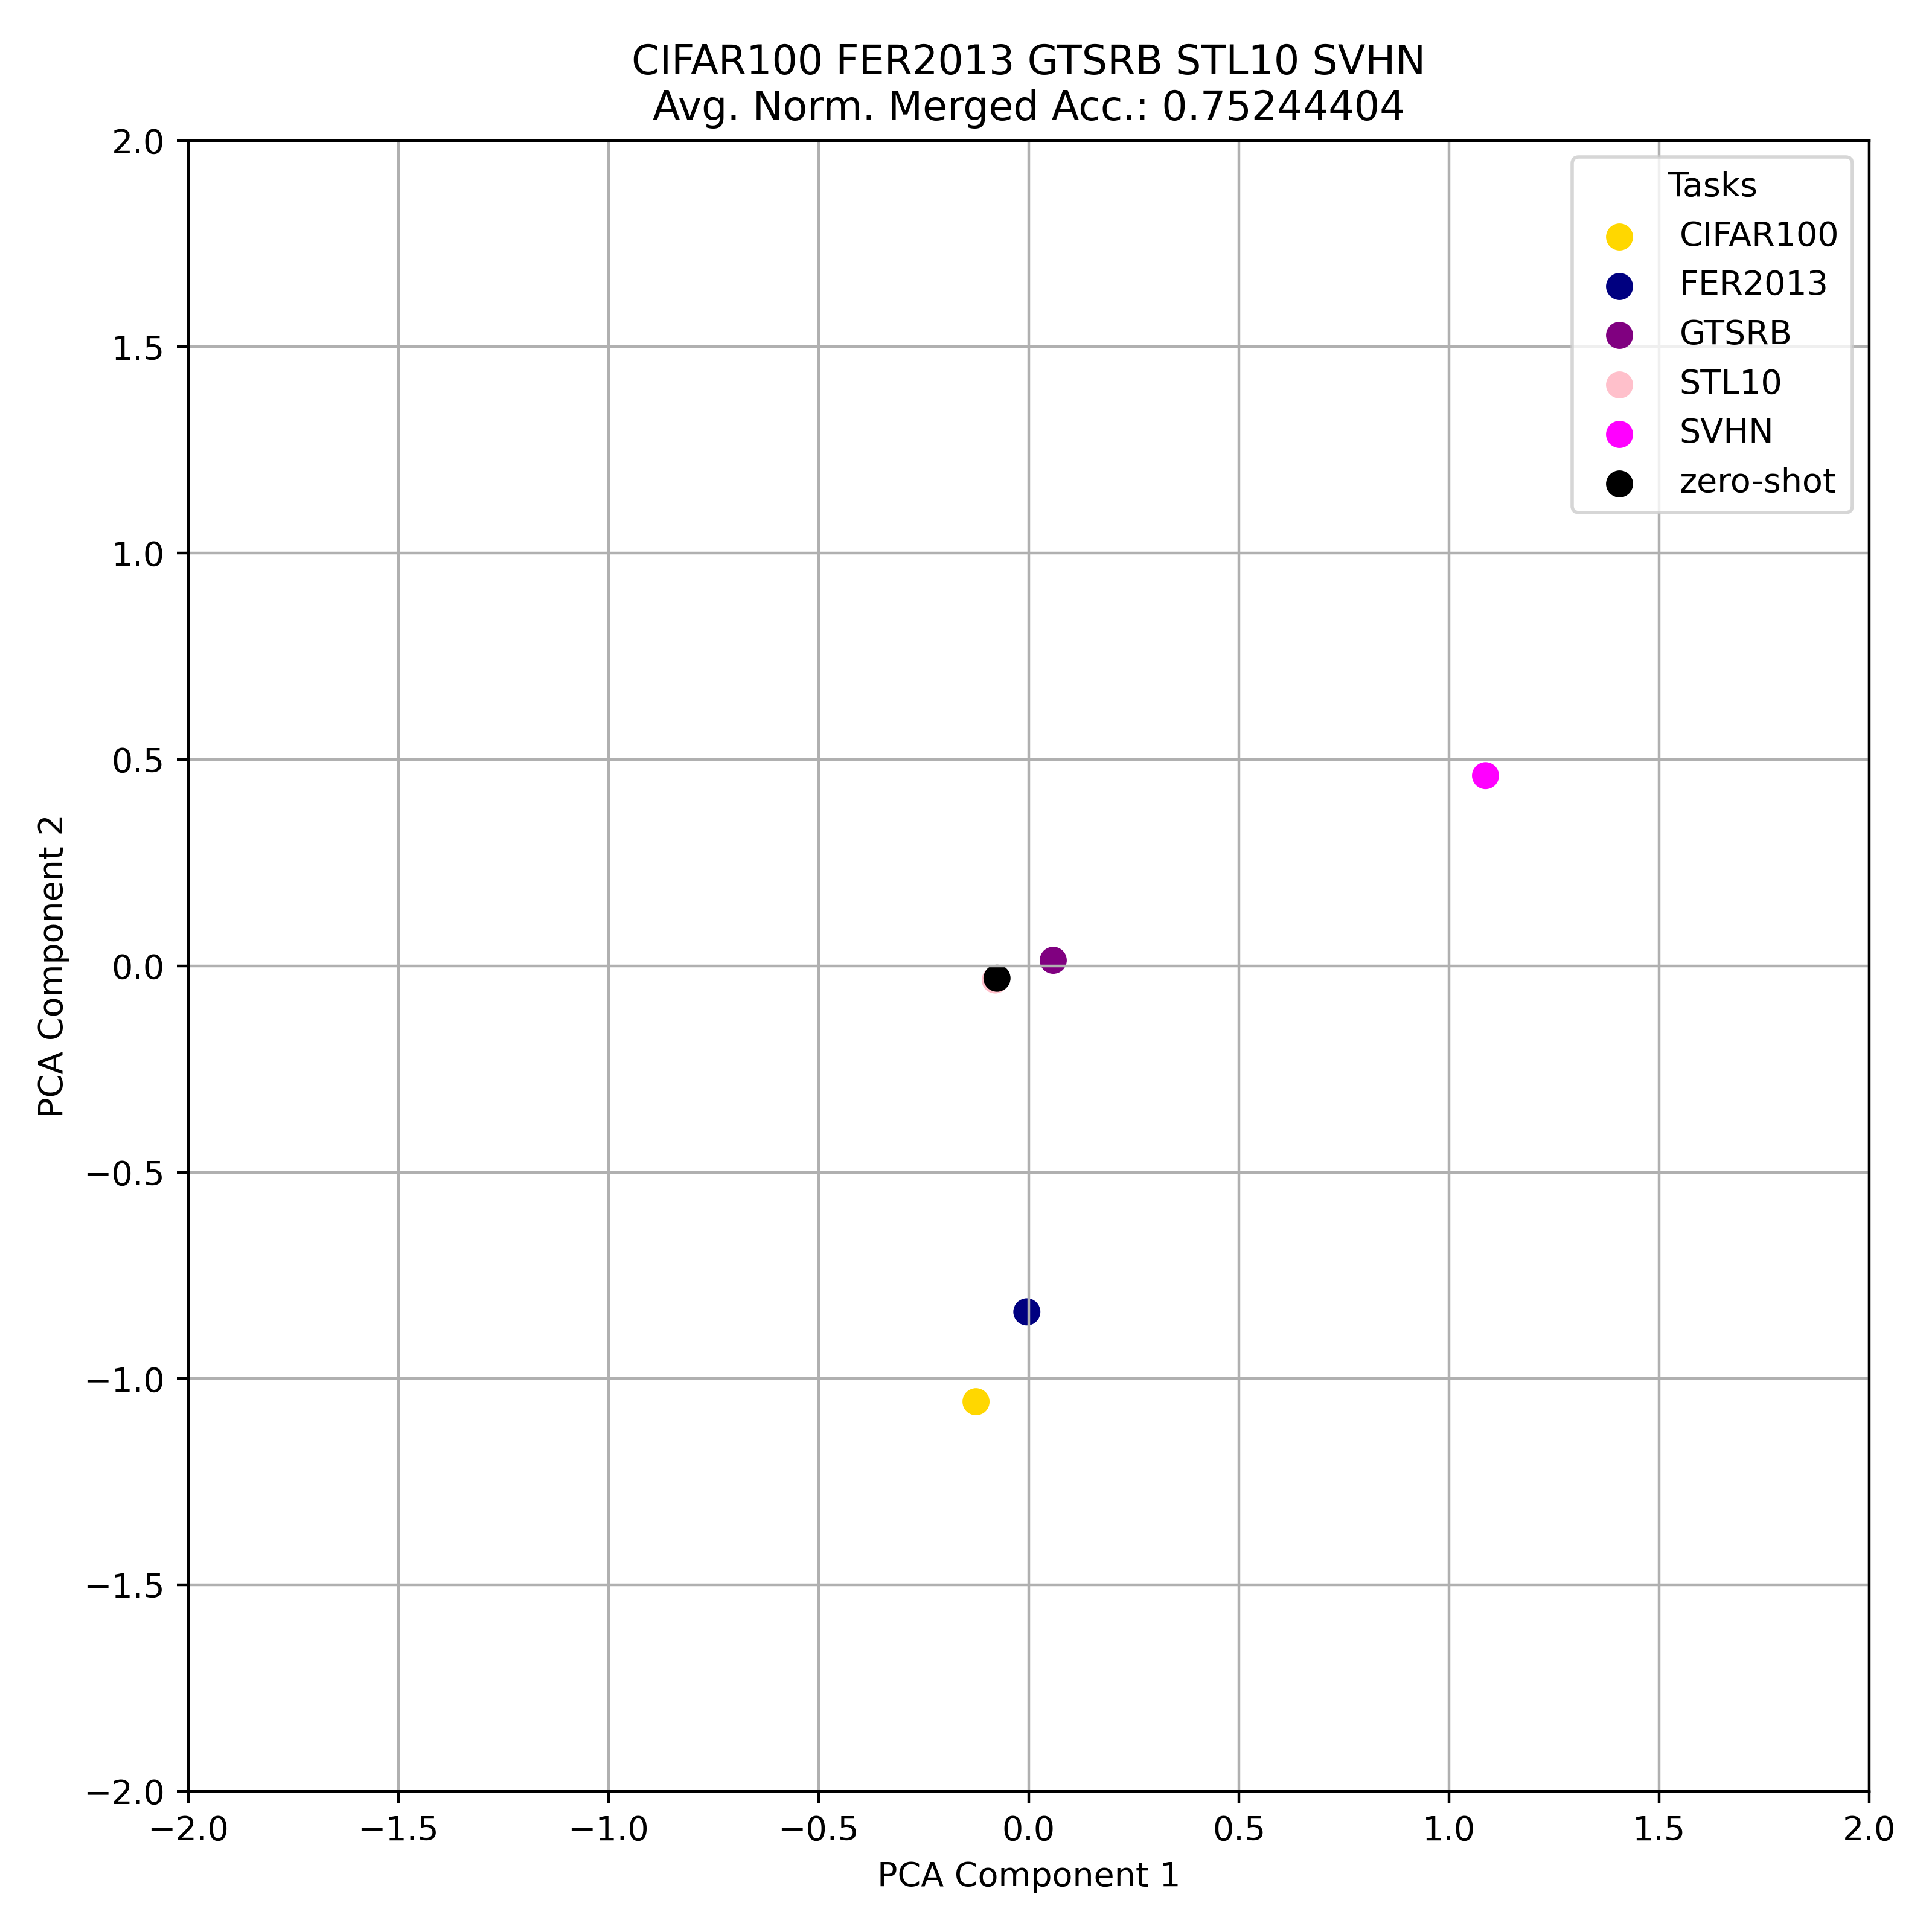 CIFAR100 FER2013 GTSRB STL10 SVHN
Avg. Norm. Merged Acc.: 0.75244404
Tasks
CIFAR100
FER2013
GTSRB
STL10
SVHN
zero-shot
PCA Component 2
2.0
1.5
1.0
0.5
0.0
−0.5
−1.0
−1.5
−2.0
−2.0 −1.5 −1.0 −0.5 0.0 0.5 1.0 1.5 2.0
PCA Component 1